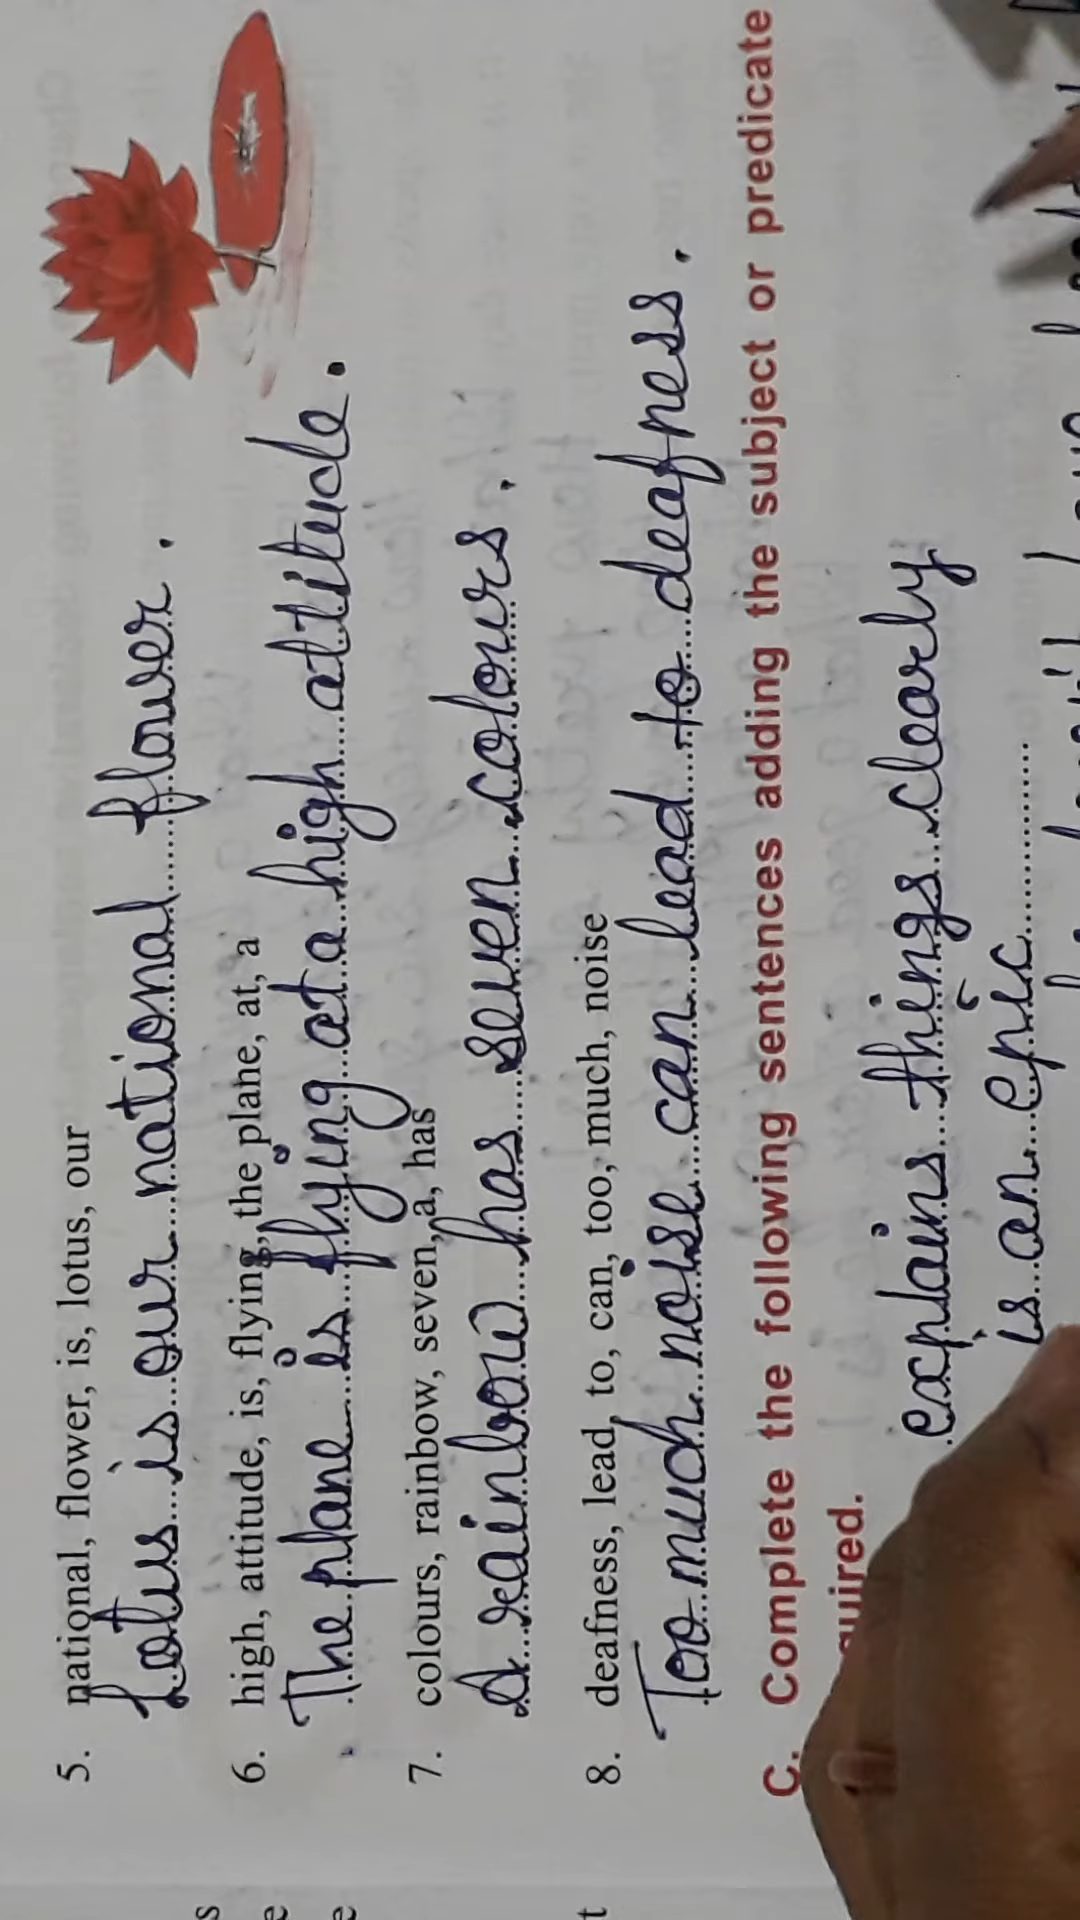 5. national, flower, is, lotus, our
Lotus is our national flower.
6. high, attitude, is, flying, the plane, at, a
The plane is flying at a high attitude.
7. colours, rainbow, seven, a, has
A rainbow has seven colours.
8. deafness, lead, to, can, too, much, noise
Too much noise can lead to deafness.
C. Complete the following sentences adding the subject or predicate
quired.
explains things clearly
is an epic